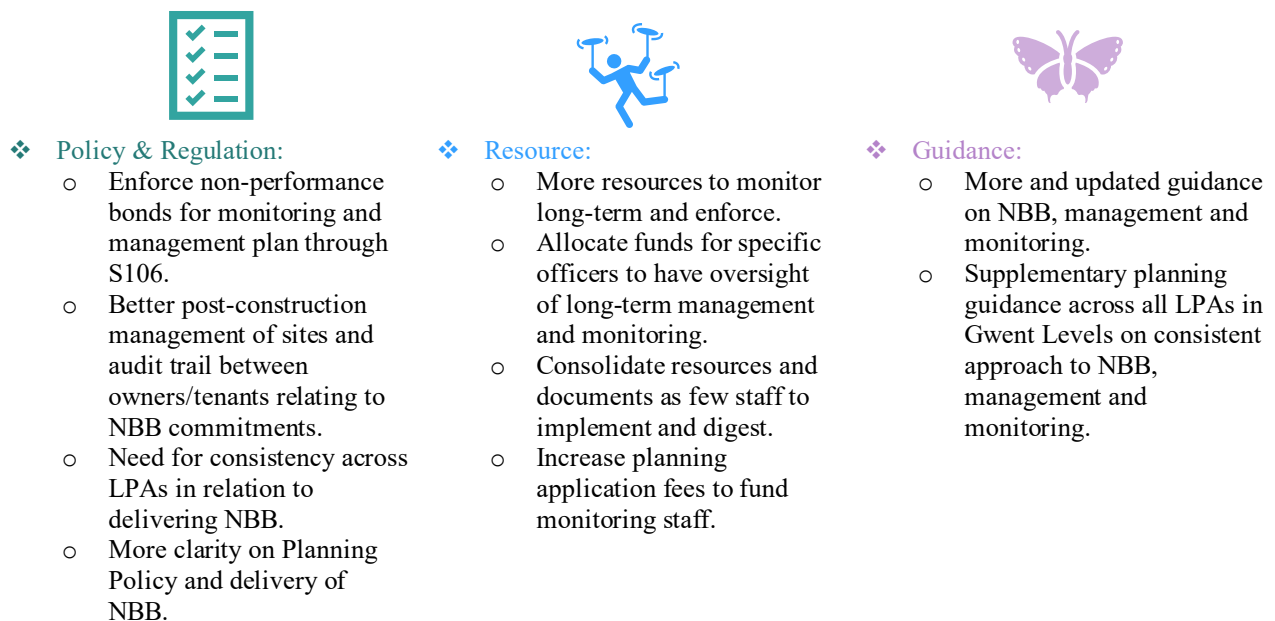 ❖ Policy & Regulation:
o Enforce non-performance
bonds for monitoring and
management plan through
S106.
o Better post-construction
management of sites and
audit trail between
owners/tenants relating to
NBB commitments.
o Need for consistency across
LPAs in relation to
delivering NBB.
o More clarity on Planning
Policy and delivery of
NBB.
❖ Resource:
o More resources to monitor
long-term and enforce.
o Allocate funds for specific
officers to have oversight
of long-term management
and monitoring.
o Consolidate resources and
documents as few staff to
implement and digest.
o Increase planning
application fees to fund
monitoring staff.
❖ Guidance:
o More and updated guidance
on NBB, management and
monitoring.
o Supplementary planning
guidance across all LPAs in
Gwent Levels on consistent
approach to NBB,
management and
monitoring.